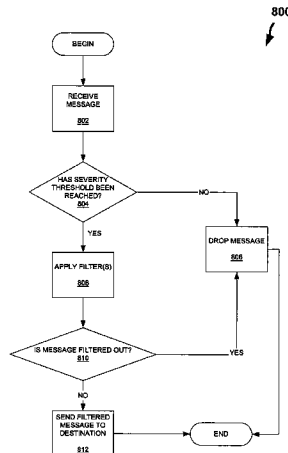 800
BEGIN
RECEIVE
MESSAGE
802
HAS SEVERITY
THRESHOLD BEEN
REACHED?
804
NO
YES
DROP MESSAGE
806
APPLY FILTER(S)
808
IS MESSAGE FILTERED OUT?
810
YES
NO
SEND FILTERED
MESSAGE TO
DESTINATION
812
END